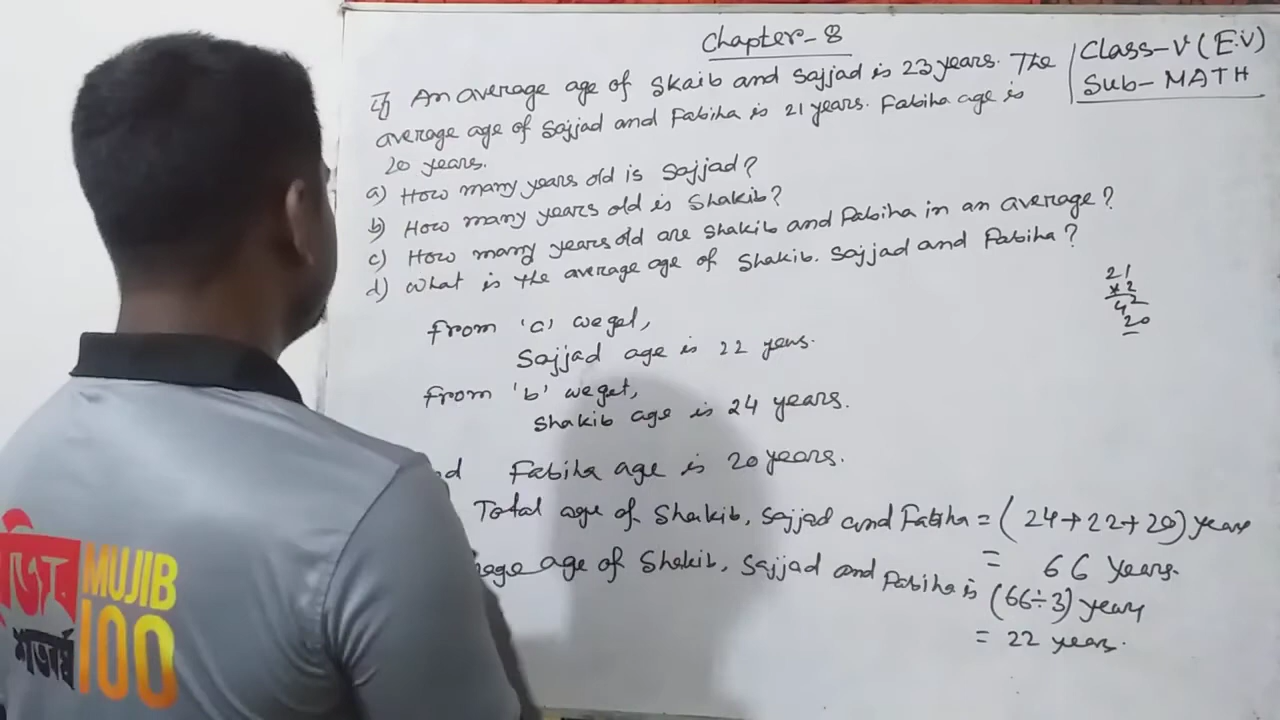 Chapter-8
Class-V (E.V)
Sub- MATH
An average age of Skaib and Sajjad is 23 years. The
average age of Sajjad and Fabiha is 21 years. Fabiha age is
20 years.
a) How many years old is Sajjad?
b) How many years old is Shakib?
c) How many years old are Shakib and Fabiha in an average?
d) What is the average age of Shakib. Sajjad and Fabiha?
21
×2
42
20
From 'a' we get,
Sajjad age is 22 years.
From 'b' we get,
Shakib age is 24 years.
Fabiha age is 20 years.
Total age of Shakib, Sajjad and Fabiha = (24+22+20) years
= 66 years.
age of Shakib, Sajjad and Fabiha is (66÷3) years
= 22 years.
MUJIB
100
শতবর্ষ